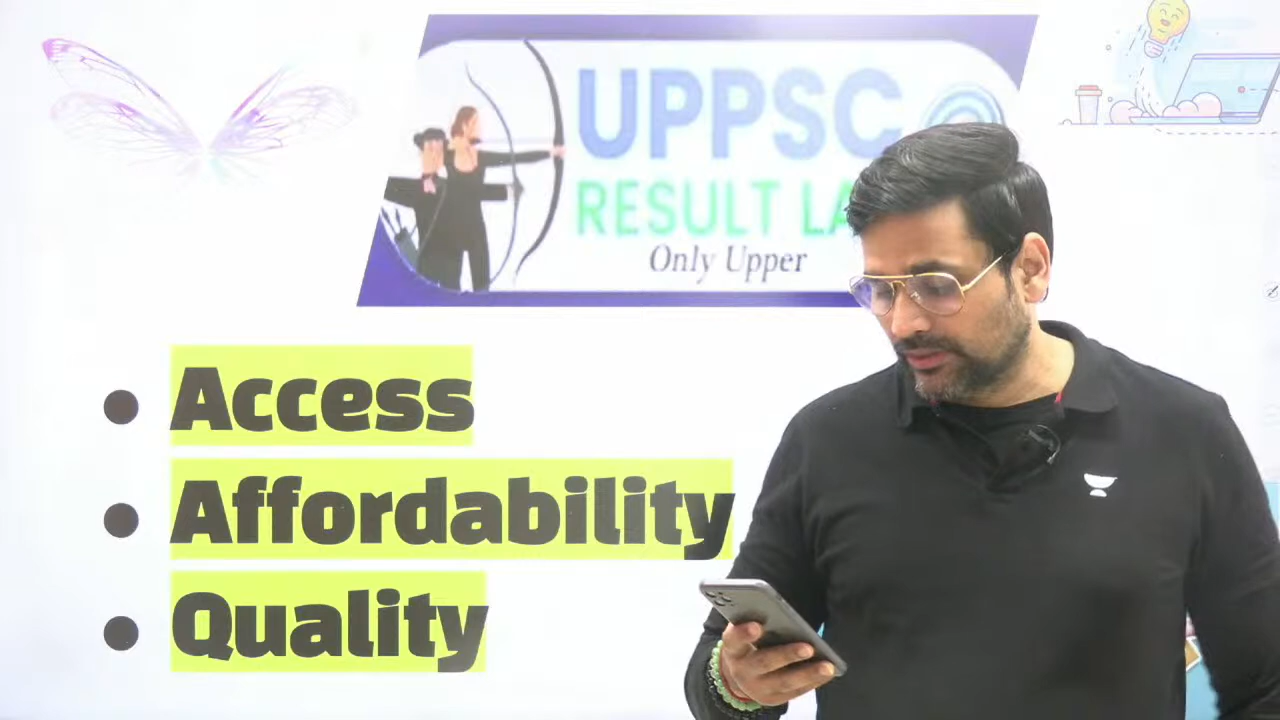 UPPSC
RESULT LA
Only Upper
Access
Affordability
Quality